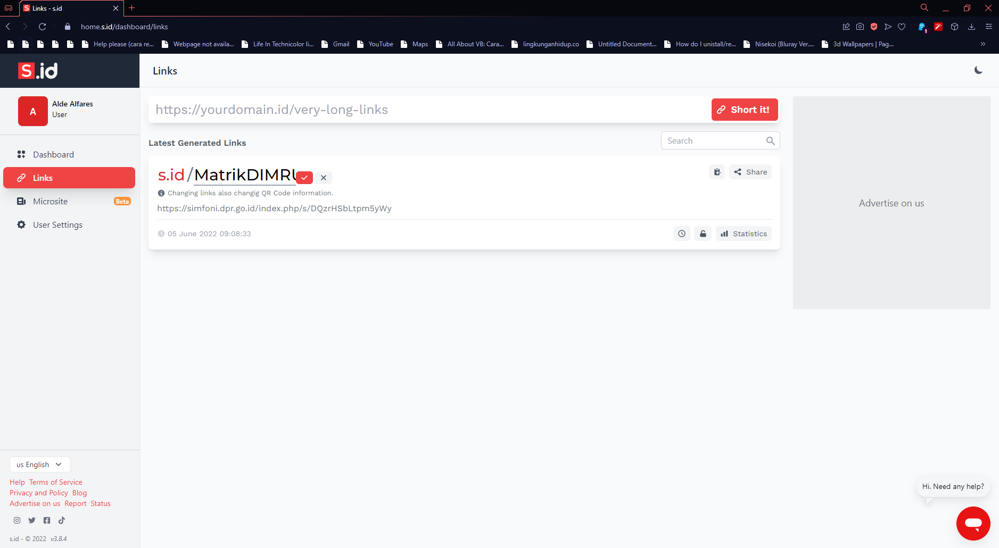 Links - s.id
home.s.id/dashboard/links
Help please (cara re... Webpage not availa... Life In Technicolor li... Gmail YouTube Maps All About VB: Cara... lingkunganhidup.co Untitled Document... How do I unistall/re... Nisekoi (Bluray Ver.... 3d Wallpapers | Pag... »
S.id
Links
A
Alde Alfares
User
Dashboard
Links
Microsite Beta
User Settings
https://yourdomain.id/very-long-links
Short it!
Latest Generated Links
Search
s.id/MatrikDIMRU
Share
Changing links also changig QR Code information.
https://simfoni.dpr.go.id/index.php/s/DQzrHSbLtpm5yWy
05 June 2022 09:08:33
Statistics
Advertise on us
us English
Help Terms of Service
Privacy and Policy Blog
Advertise on us Report Status
s.id - © 2022 v3.8.4
Hi. Need any help?
1